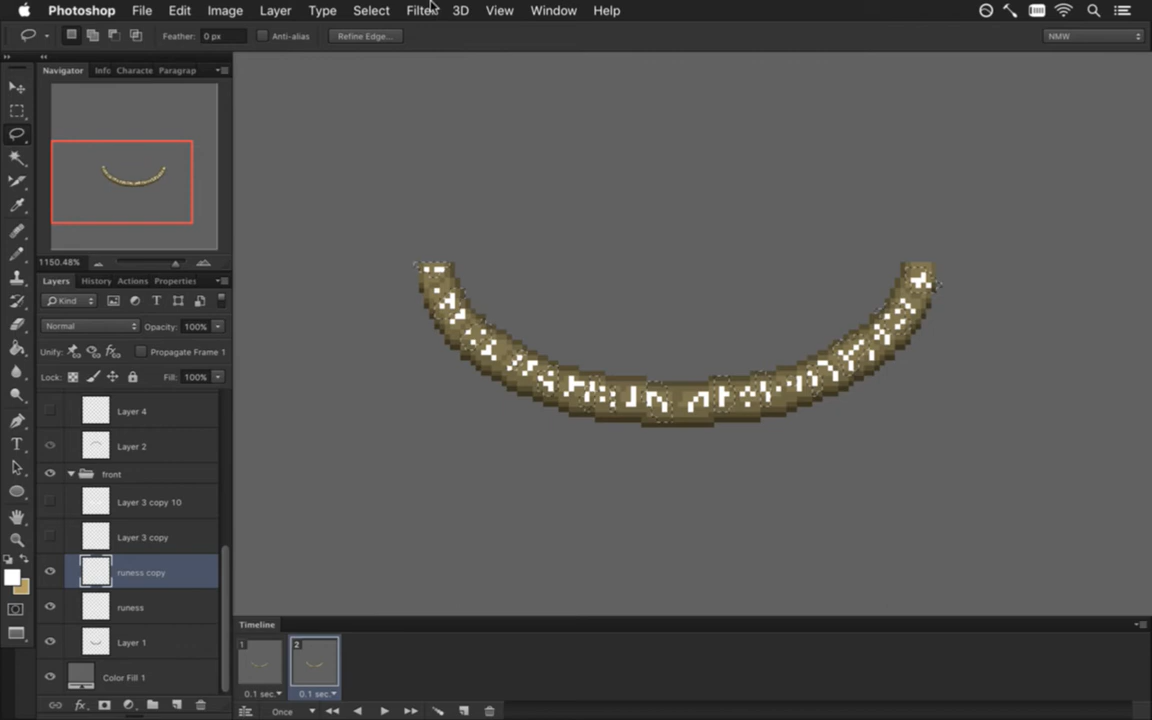 Photoshop File Edit Image Layer Type Select Filter 3D View Window Help
Feather: 0 px Anti-alias Refine Edge... NMW
Navigator Info Characte Paragrap
1150.48%
Layers History Actions Properties
Kind
Normal Opacity: 100%
Unify: Propagate Frame 1
Lock: Fill: 100%
Layer 4
Layer 2
front
Layer 3 copy 10
Layer 3 copy
runess copy
runess
Layer 1
Color Fill 1
Timeline
1 2
0.1 sec. 0.1 sec.
Once